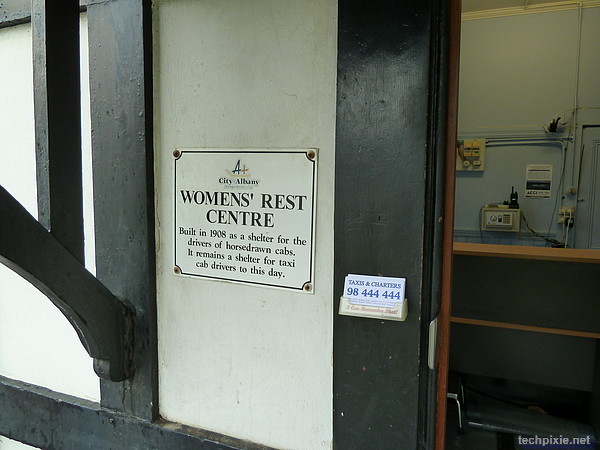 City of Albany
WOMENS' REST
CENTRE
Built in 1908 as a shelter for the
drivers of horsedrawn cabs.
It remains a shelter for taxi
cab drivers to this day.
TAXIS & CHARTERS
98 444 444
techpixie.net